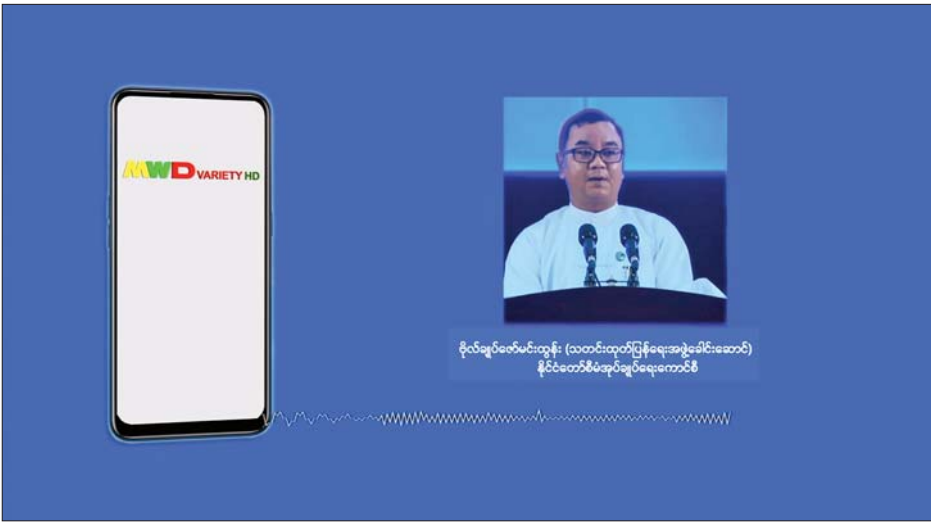 MWD VARIETY HD
ဗိုလ်ချုပ်ဇော်မင်းထွန်း (သတင်းထုတ်ပြန်ရေးအဖွဲ့ခေါင်းဆောင်)
နိုင်ငံတော်စီမံအုပ်ချုပ်ရေးကောင်စီ